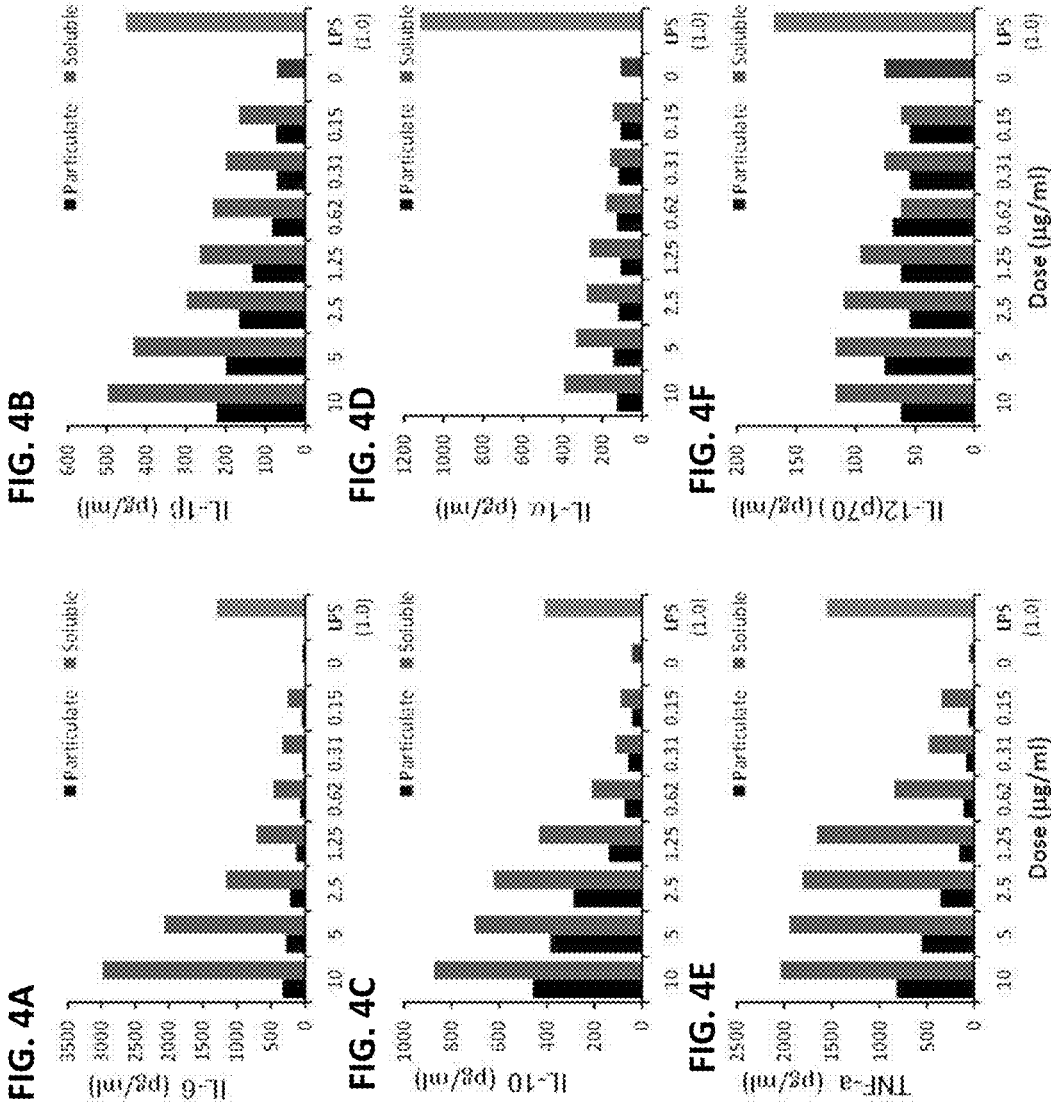 FIG. 4A
IL-6 (pg/ml)
Particulate Soluble
3500
3000
2500
2000
1500
1000
500
0
10 5 2.5 1.25 0.62 0.31 0.15 0 LPS
(1.0)
FIG. 4B
IL-1β (pg/ml)
Particulate Soluble
600
500
400
300
200
100
0
10 5 2.5 1.25 0.62 0.31 0.15 0 LPS
(1.0)
FIG. 4C
IL-10 (pg/ml)
Particulate Soluble
1000
800
600
400
200
0
10 5 2.5 1.25 0.62 0.31 0.15 0 LPS
(1.0)
FIG. 4D
IL-1α (pg/ml)
Particulate Soluble
1200
1000
800
600
400
200
0
10 5 2.5 1.25 0.62 0.31 0.15 0 LPS
(1.0)
FIG. 4E
TNF-a (pg/ml)
Particulate Soluble
2500
2000
1500
1000
500
0
10 5 2.5 1.25 0.62 0.31 0.15 0 LPS
(1.0)
Dose (µg/ml)
FIG. 4F
IL-12(p70) (pg/ml)
Particulate Soluble
200
150
100
50
0
10 5 2.5 1.25 0.62 0.31 0.15 0 LPS
(1.0)
Dose (µg/ml)